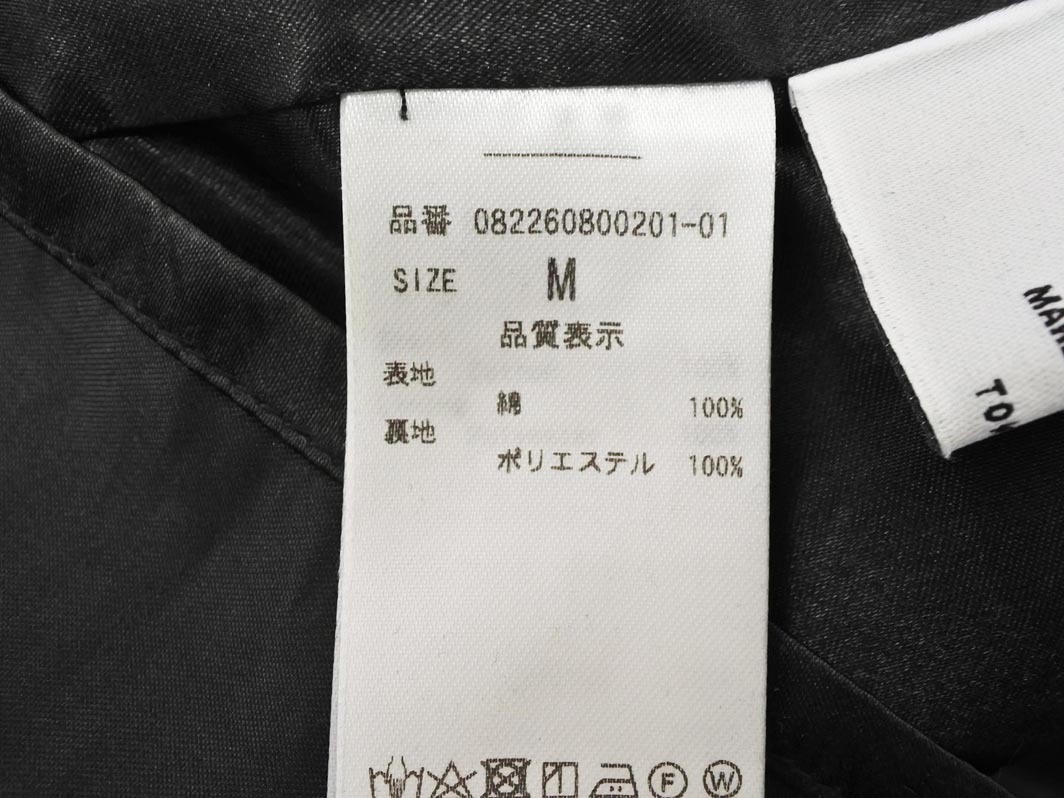 品番 082260800201-01
SIZE M
品質表示
表地
綿 100%
裏地
ポリエステル 100%
F W